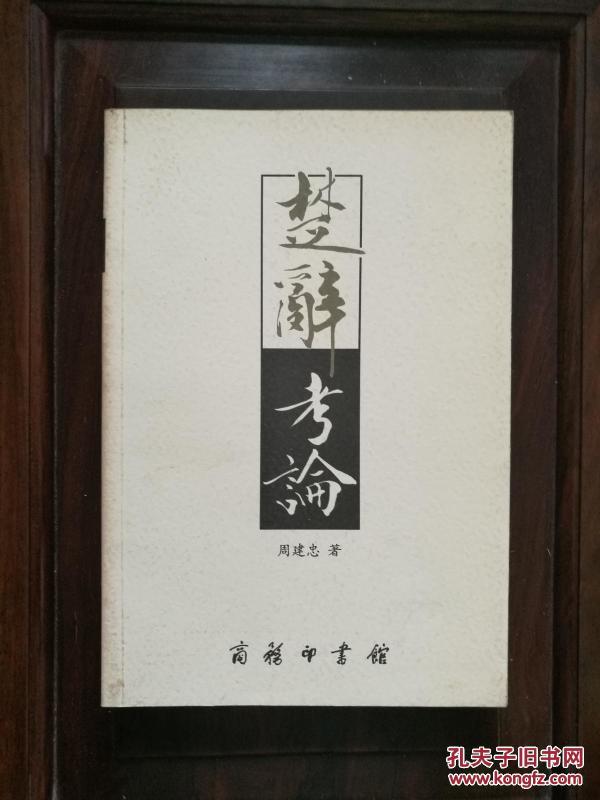 楚辭
考論
周建忠 著
商務印書館
孔夫子旧书网
www.kongfz.com